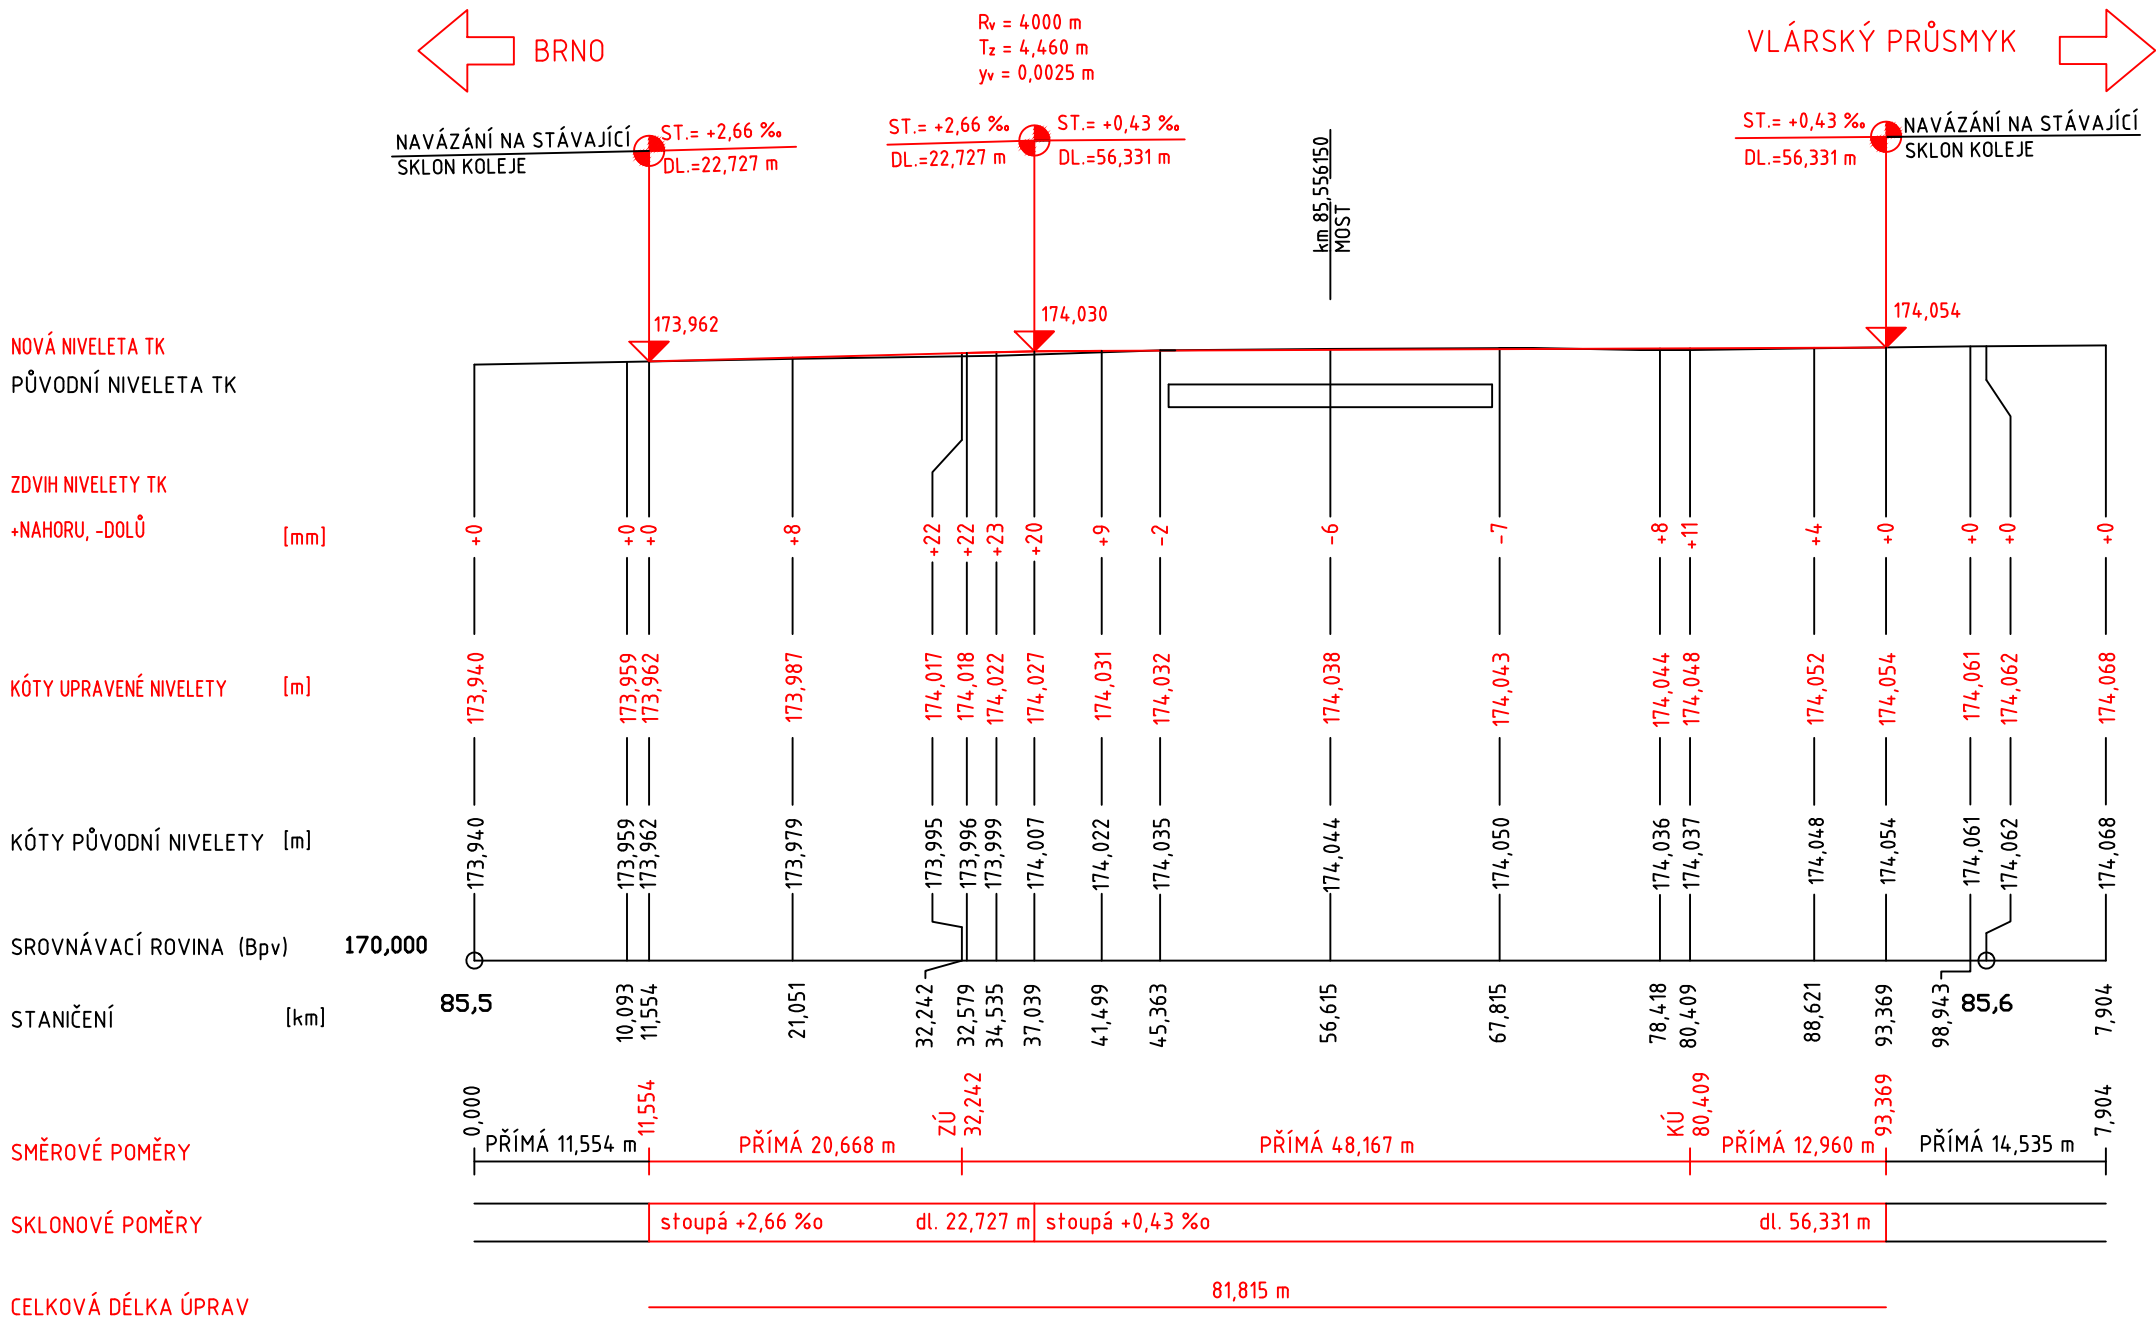 BRNO
Rv = 4000 m
Tz = 4,460 m
yv = 0,0025 m
VLÁRSKÝ PRŮSMYK
NAVÁZÁNÍ NA STÁVAJÍCÍ
SKLON KOLEJE
ST.= +2,66 ‰
DL.=22,727 m
ST.= +2,66 ‰
DL.=22,727 m
ST.= +0,43 ‰
DL.=56,331 m
km 85,556150
MOST
ST.= +0,43 ‰
DL.=56,331 m
NAVÁZÁNÍ NA STÁVAJÍCÍ
SKLON KOLEJE
173,962
174,030
174,054
NOVÁ NIVELETA TK
PŮVODNÍ NIVELETA TK
ZDVIH NIVELETY TK
+NAHORU, -DOLŮ [mm]
+0 +0 +0 +8 +22 +22 +23 +20 +9 -2 -6 -7 +8 +11 +4 +0 +0 +0 +0
KÓTY UPRAVENÉ NIVELETY [m]
173,940 173,959 173,962 173,987 174,017 174,018 174,022 174,027 174,031 174,032 174,038 174,043 174,044 174,048 174,052 174,054 174,061 174,062 174,068
KÓTY PŮVODNÍ NIVELETY [m]
173,940 173,959 173,962 173,979 173,995 173,996 173,999 174,007 174,022 174,035 174,044 174,050 174,036 174,037 174,048 174,054 174,061 174,062 174,068
SROVNÁVACÍ ROVINA (Bpv) 170,000
STANIČENÍ [km]
85,5 10,093 11,554 21,051 32,242 32,579 34,535 37,039 41,499 45,363 56,615 67,815 78,418 80,409 88,621 93,369 98,943 85,6 7,904
SMĚROVÉ POMĚRY
0,000
PŘÍMÁ 11,554 m
11,554
PŘÍMÁ 20,668 m
ZÚ
32,242
PŘÍMÁ 48,167 m
KÚ
80,409
PŘÍMÁ 12,960 m
93,369
PŘÍMÁ 14,535 m
7,904
SKLONOVÉ POMĚRY
stoupá +2,66 %o dl. 22,727 m
stoupá +0,43 %o dl. 56,331 m
CELKOVÁ DÉLKA ÚPRAV
81,815 m